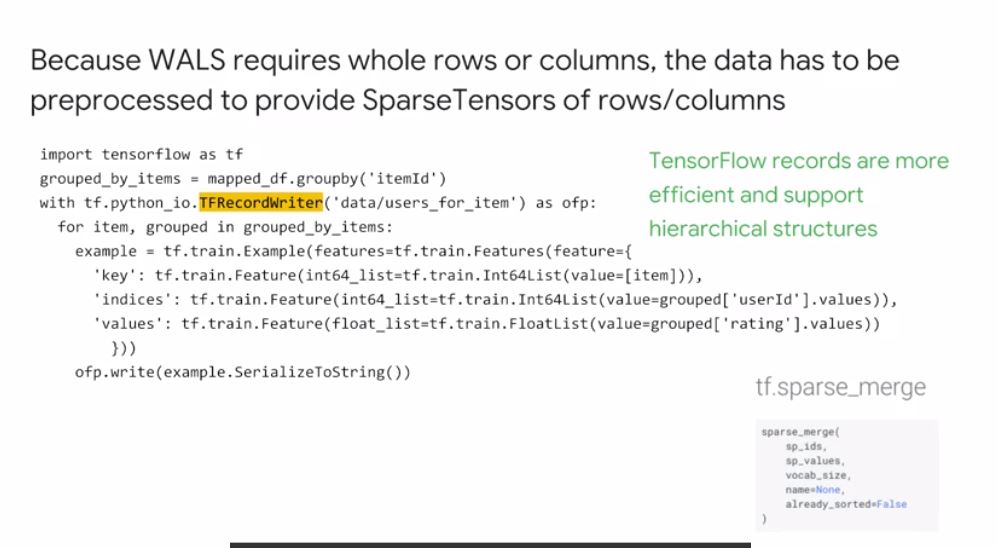 Because WALS requires whole rows or columns, the data has to be
preprocessed to provide SparseTensors of rows/columns
import tensorflow as tf
grouped_by_items = mapped_df.groupby('itemId')
with tf.python_io.TFRecordWriter('data/users_for_item') as ofp:
for item, grouped in grouped_by_items:
example = tf.train.Example(features=tf.train.Features(feature={
'key': tf.train.Feature(int64_list=tf.train.Int64List(value=[item])),
'indices': tf.train.Feature(int64_list=tf.train.Int64List(value=grouped['userId'].values)),
'values': tf.train.Feature(float_list=tf.train.FloatList(value=grouped['rating'].values))
}))
ofp.write(example.SerializeToString())
TensorFlow records are more
efficient and support
hierarchical structures
tf.sparse_merge
sparse_merge(
sp_ids,
sp_values,
vocab_size,
name=None,
already_sorted=False
)